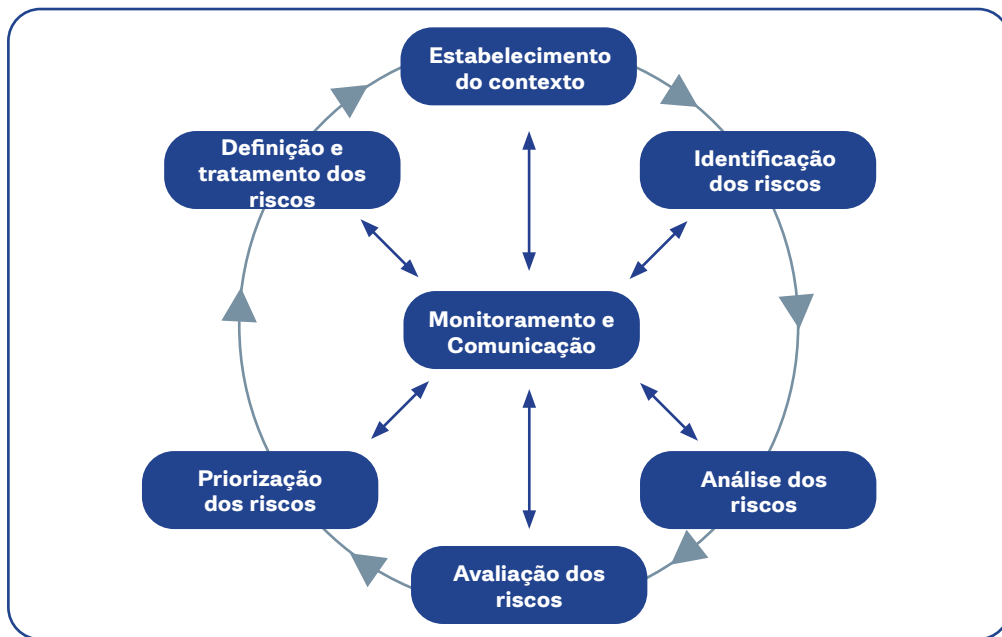 Estabelecimento
do contexto
Identificação
dos riscos
Análise dos
riscos
Avaliação dos
riscos
Priorização
dos riscos
Definição e
tratamento dos
riscos
Monitoramento e
Comunicação